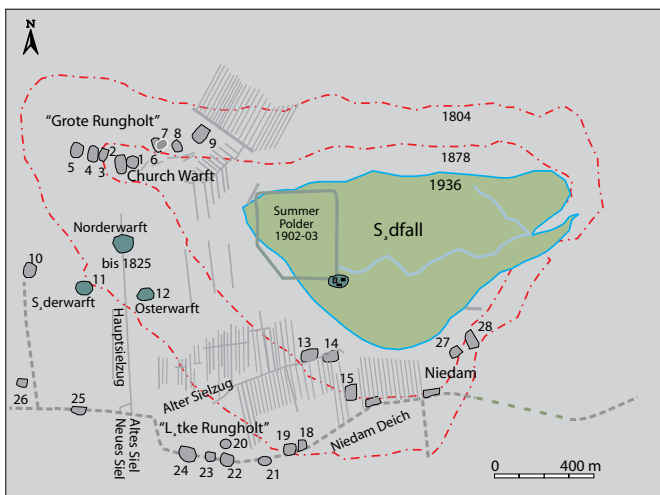 N
1804
"Grote Rungholt"
7
8
9
5
4
3
2
1
6
Church Warft
1878
1936
Summer
Polder
1902-03
S¸dfall
Norderwarft
bis 1825
10
11
S¸derwarft
12
Osterwarft
Hauptsielzug
13
14
27
28
Niedam
15
Alter Sielzug
26
25
Altes Siel
Neues Siel
"L¸tke Rungholt"
Niedam Deich
24
23
20
22
21
19
18
0
400 m